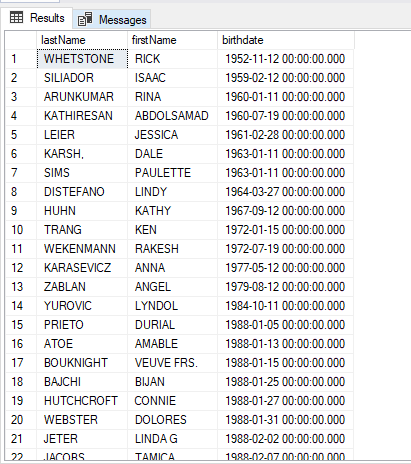 Results Messages
lastName firstName birthdate
1 WHETSTONE RICK 1952-11-12 00:00:00.000
2 SILIADOR ISAAC 1959-02-12 00:00:00.000
3 ARUNKUMAR RINA 1960-01-11 00:00:00.000
4 KATHIRESAN ABDOLSAMAD 1960-07-19 00:00:00.000
5 LEIER JESSICA 1961-02-28 00:00:00.000
6 KARSH, DALE 1963-01-11 00:00:00.000
7 SIMS PAULETTE 1963-01-11 00:00:00.000
8 DISTEFANO LINDY 1964-03-27 00:00:00.000
9 HUHN KATHY 1967-09-12 00:00:00.000
10 TRANG KEN 1972-01-15 00:00:00.000
11 WEKENMANN RAKESH 1972-07-19 00:00:00.000
12 KARASEVICZ ANNA 1977-05-12 00:00:00.000
13 ZABLAN ANGEL 1979-08-12 00:00:00.000
14 YUROVIC LYNDOL 1984-10-11 00:00:00.000
15 PRIETO DURIAL 1988-01-05 00:00:00.000
16 ATOE AMABLE 1988-01-13 00:00:00.000
17 BOUKNIGHT VEUVE FRS. 1988-01-15 00:00:00.000
18 BAJCHI BIJAN 1988-01-25 00:00:00.000
19 HUTCHCROFT CONNIE 1988-01-27 00:00:00.000
20 WEBSTER DOLORES 1988-01-31 00:00:00.000
21 JETER LINDA G 1988-02-02 00:00:00.000
22 JACOBS TAMICA 1988-02-07 00:00:00.000